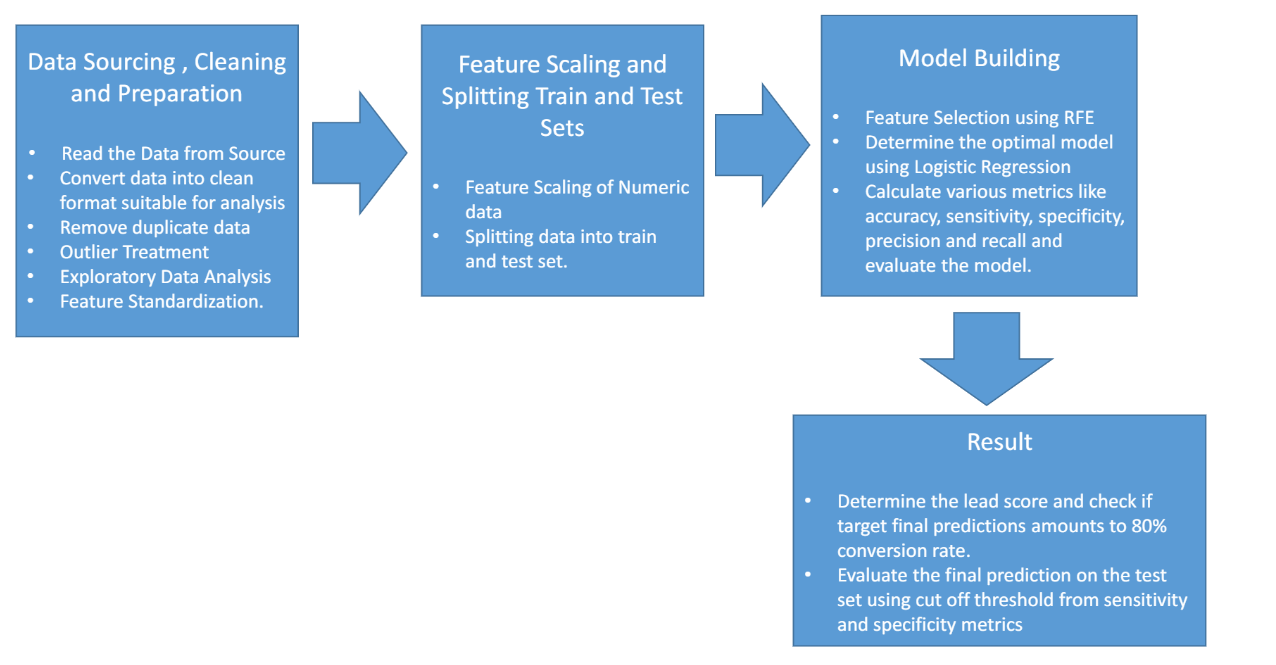 Data Sourcing , Cleaning
and Preparation
• Read the Data from Source
• Convert data into clean
format suitable for analysis
• Remove duplicate data
• Outlier Treatment
• Exploratory Data Analysis
• Feature Standardization.
Feature Scaling and
Splitting Train and Test
Sets
• Feature Scaling of Numeric
data
• Splitting data into train
and test set.
Model Building
• Feature Selection using RFE
• Determine the optimal model
using Logistic Regression
• Calculate various metrics like
accuracy, sensitivity, specificity,
precision and recall and
evaluate the model.
Result
• Determine the lead score and check if
target final predictions amounts to 80%
conversion rate.
• Evaluate the final prediction on the test
set using cut off threshold from sensitivity
and specificity metrics